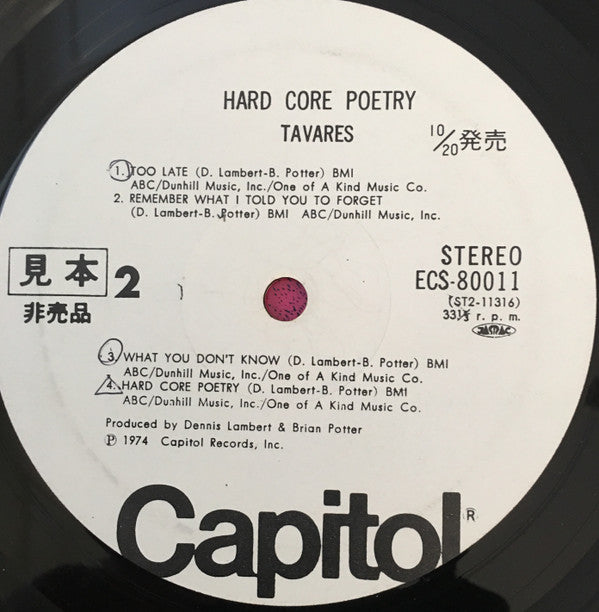 HARD CORE POETRY
TAVARES
10/20発売
1. TOO LATE (D. Lambert-B. Potter) BMI
ABC/Dunhill Music, Inc./One of A Kind Music Co.
2. REMEMBER WHAT I TOLD YOU TO FORGET
(D. Lambert-B. Potter) BMI ABC/Dunhill Music, Inc.
見本
非売品
2
STEREO
ECS-80011
(ST2-11316)
33⅓ r. p. m.
JASRAC
3. WHAT YOU DON'T KNOW (D. Lambert-B. Potter) BMI
ABC/Dunhill Music, Inc./One of A Kind Music Co.
4. HARD CORE POETRY (D. Lambert-B. Potter) BMI
ABC/Dunhill Music, Inc./One of A Kind Music Co.
Produced by Dennis Lambert & Brian Potter
Ⓟ 1974 Capitol Records, Inc.
Capitol®